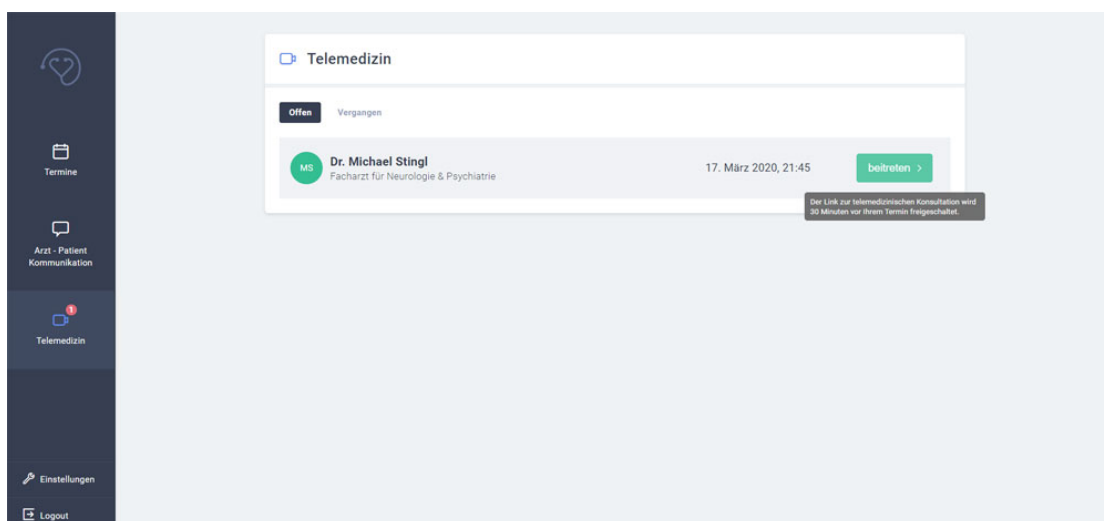 Telemedizin
Offen
Vergangen
MS
Dr. Michael Stingl
Facharzt für Neurologie & Psychiatrie
17. März 2020, 21:45
beitreten >
Der Link zur telemedizinischen Konsultation wird
30 Minuten vor Ihrem Termin freigeschaltet.
Termine
Arzt - Patient
Kommunikation
1
Telemedizin
Einstellungen
Logout